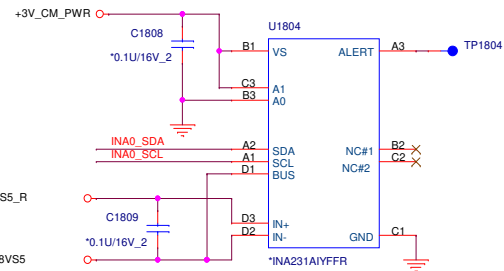 +3V_CM_PWR
U1804
C1808
*0.1U/16V_2
B1 VS ALERT A3 TP1804
C3 A1
B3 A0
INA0_SDA A2 SDA NC#1 B2
INA0_SCL A1 SCL NC#2 C2
D1 BUS
S5_R
C1809
D3 IN+
*0.1U/16V_2
D2 IN- GND C1
8VS5
*INA231AIYFFR